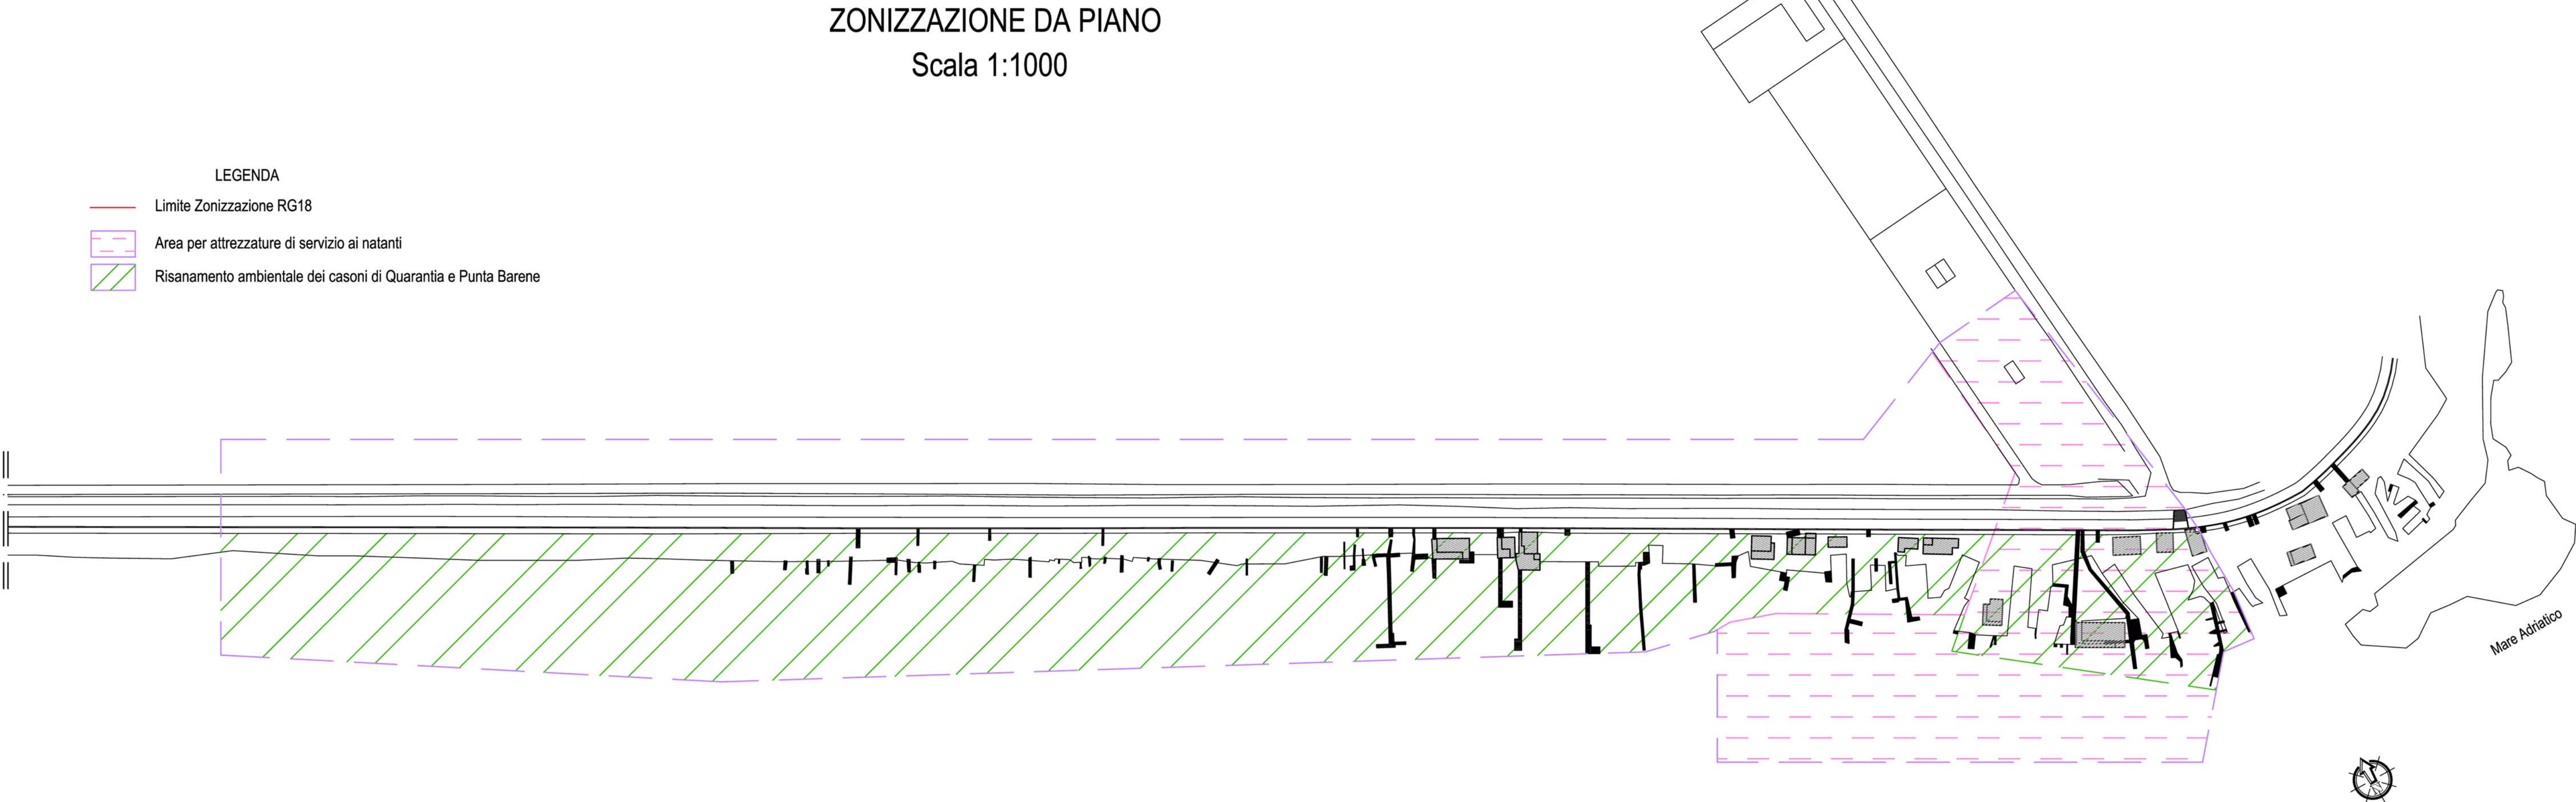 ZONIZZAZIONE DA PIANO
Scala 1:1000
LEGENDA
Limite Zonizzazione RG18
Area per attrezzature di servizio ai natanti
Risanamento ambientale dei casoni di Quarantia e Punta Barene
Mare Adriatico